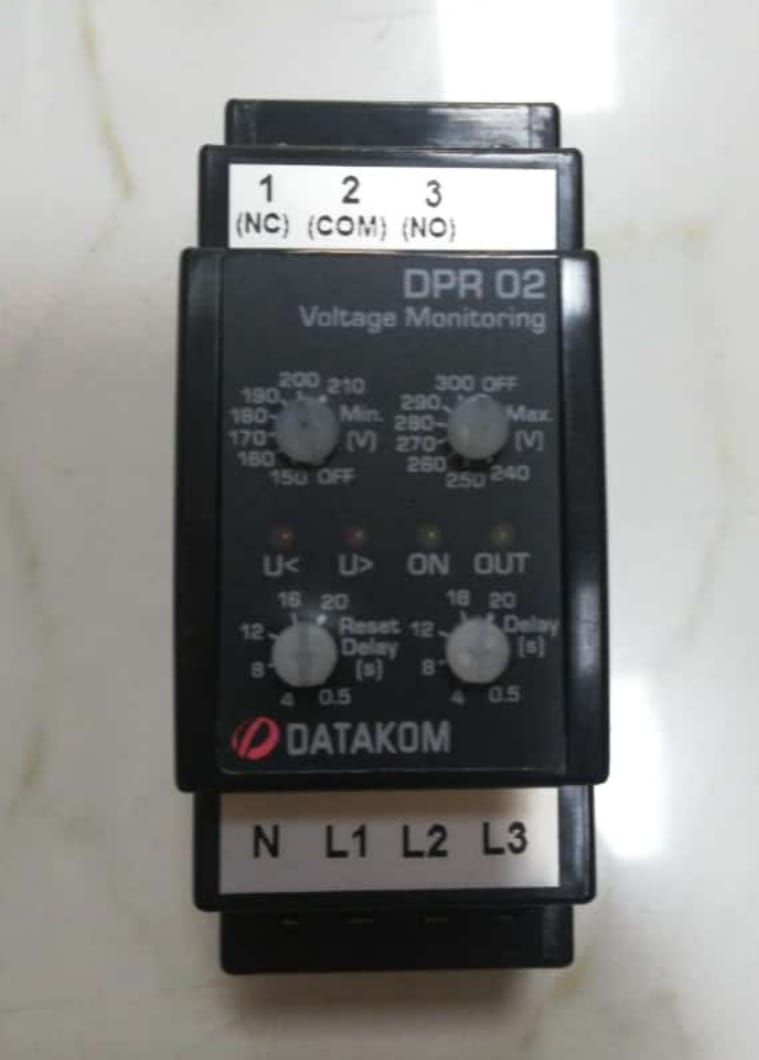 1 2 3
(NC) (COM) (NO)
DPR 02
Voltage Monitoring
200 210
190
180 Min.
170 (V)
160
150 OFF
300 OFF
290
280 Max.
270 (V)
260
250 240
U< U> ON OUT
16 20
12 Reset
Delay
8 (s)
4 0.5
16 20
12 Delay
8 (s)
4 0.5
DATAKOM
N L1 L2 L3